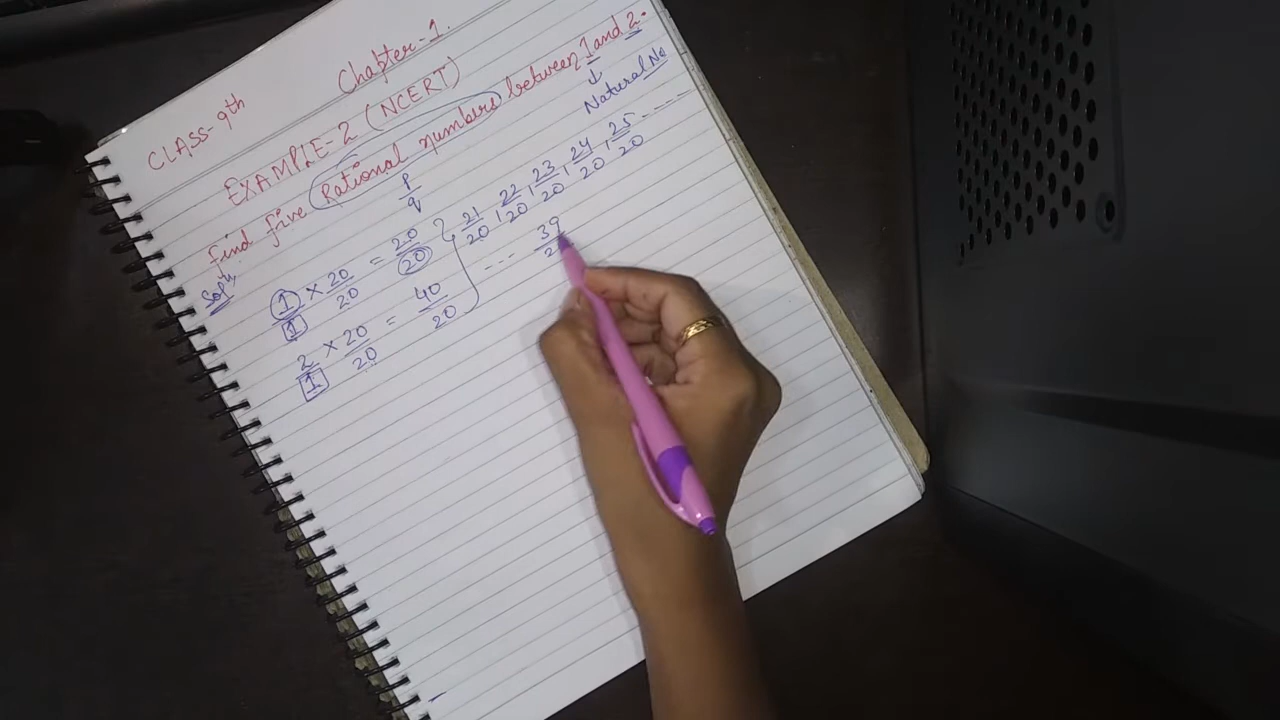 Chapter-1.
CLASS-9th
EXAMPLE-2 (NCERT)
Find five Rational numbers between 1 and 2.
p/q
↓
Natural No
Sol^n.
1/1 × 20/20 = 20/20
2/1 × 20/20 = 40/20
21/20, 22/20, 23/20, 24/20, 25/20 -----
--- 39/2